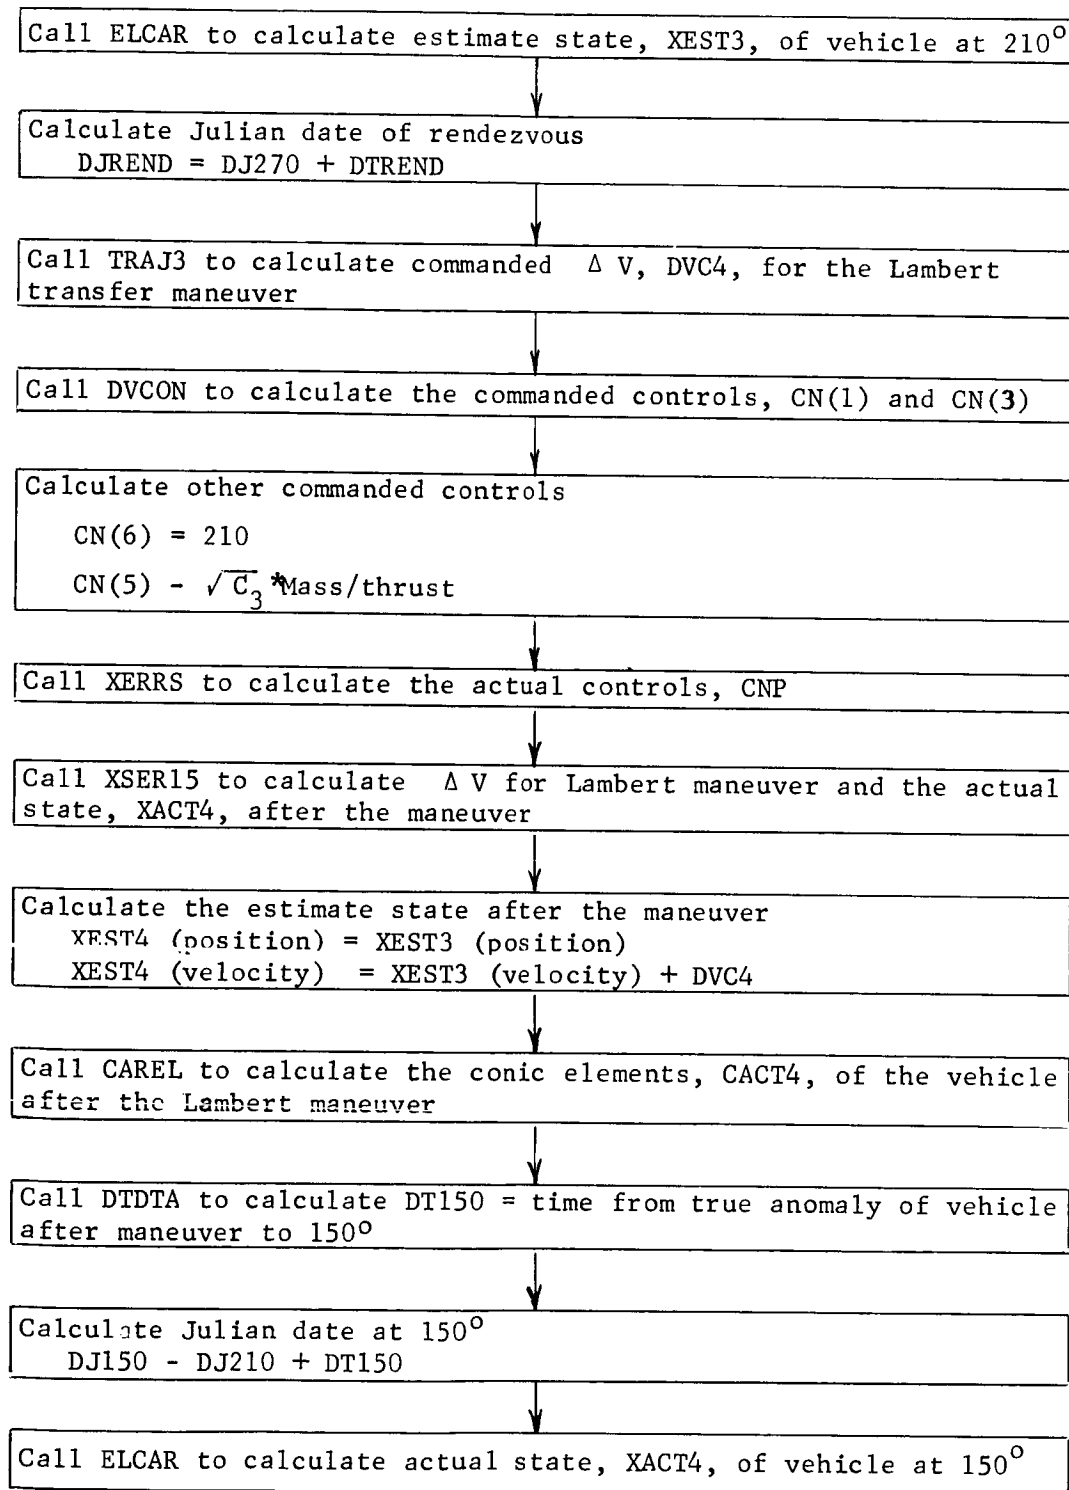 Call ELCAR to calculate estimate state, XEST3, of vehicle at 210°
Calculate Julian date of rendezvous
DJREND = DJ270 + DTREND
Call TRAJ3 to calculate commanded Δ V, DVC4, for the Lambert
transfer maneuver
Call DVCON to calculate the commanded controls, CN(1) and CN(3)
Calculate other commanded controls
CN(6) = 210
CN(5) - √C₃ *Mass/thrust
Call XERRS to calculate the actual controls, CNP
Call XSER15 to calculate Δ V for Lambert maneuver and the actual
state, XACT4, after the maneuver
Calculate the estimate state after the maneuver
XEST4 (position) = XEST3 (position)
XEST4 (velocity) = XEST3 (velocity) + DVC4
Call CAREL to calculate the conic elements, CACT4, of the vehicle
after the Lambert maneuver
Call DTDTA to calculate DT150 = time from true anomaly of vehicle
after maneuver to 150°
Calculate Julian date at 150°
DJ150 - DJ210 + DT150
Call ELCAR to calculate actual state, XACT4, of vehicle at 150°